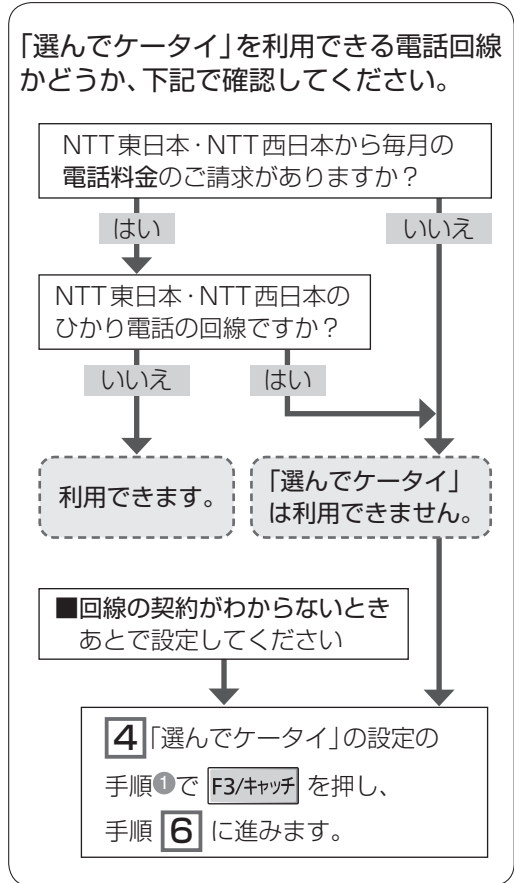 「選んでケータイ」を利用できる電話回線
かどうか、下記で確認してください。
NTT東日本・NTT西日本から毎月の
電話料金のご請求がありますか？
はい
いいえ
NTT東日本・NTT西日本の
ひかり電話の回線ですか？
いいえ
はい
利用できます。
「選んでケータイ」
は利用できません。
■回線の契約がわからないとき
あとで設定してください
4「選んでケータイ」の設定の
手順❶で F3/キャッチ を押し、
手順 6 に進みます。